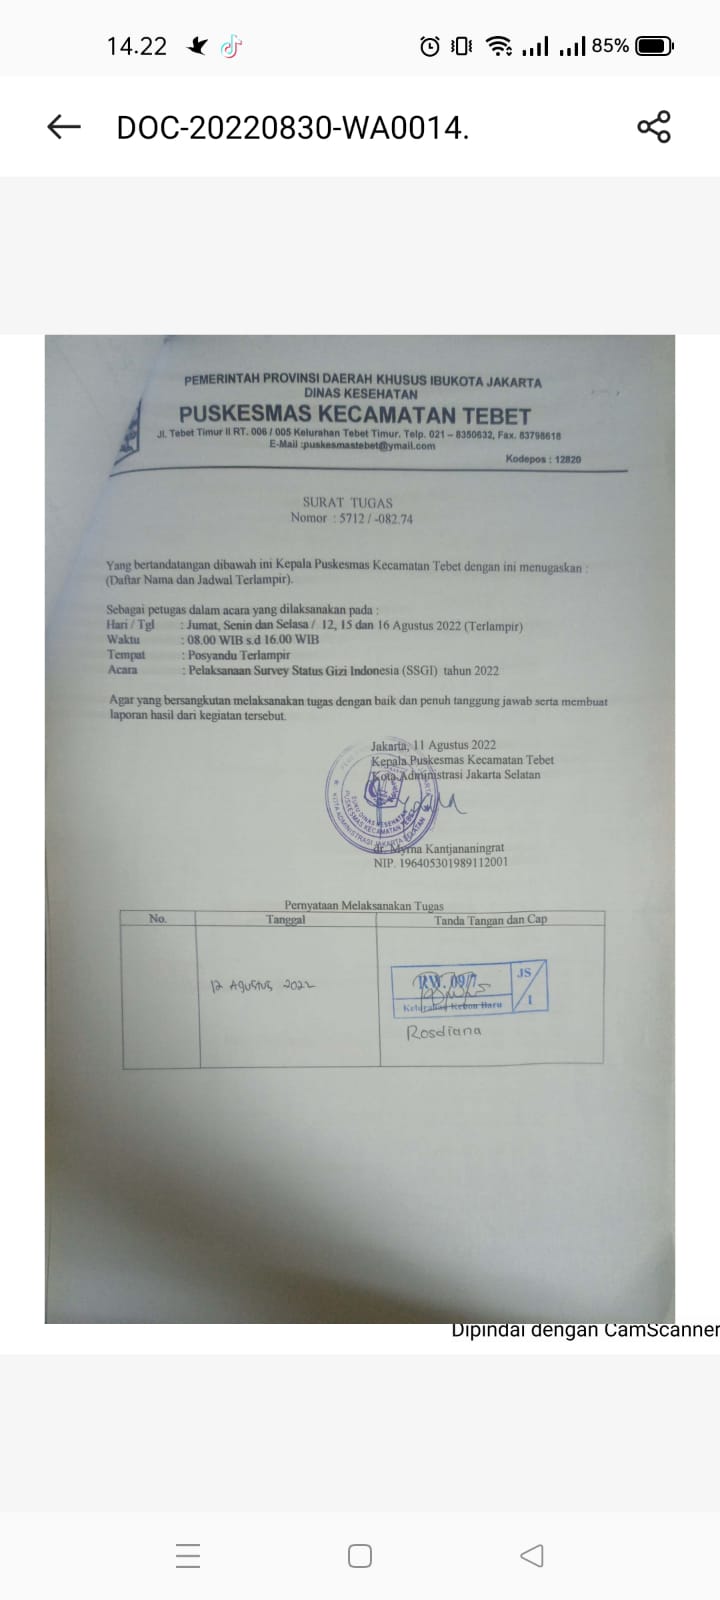 14.22
85%
DOC-20220830-WA0014.
PEMERINTAH PROVINSI DAERAH KHUSUS IBUKOTA JAKARTA
DINAS KESEHATAN
PUSKESMAS KECAMATAN TEBET
Jl. Tebet Timur II RT. 006 / 005 Kelurahan Tebet Timur. Telp. 021 – 8350632, Fax. 83798618
E-Mail :puskesmastebet@ymail.com
Kodepos : 12820
SURAT TUGAS
Nomor : 5712 / -082.74
Yang bertandatangan dibawah ini Kepala Puskesmas Kecamatan Tebet dengan ini menugaskan :
(Daftar Nama dan Jadwal Terlampir).
Sebagai petugas dalam acara yang dilaksanakan pada :
Hari / Tgl : Jumat, Senin dan Selasa / 12, 15 dan 16 Agustus 2022 (Terlampir)
Waktu : 08.00 WIB s.d 16.00 WIB
Tempat : Posyandu Terlampir
Acara : Pelaksanaan Survey Status Gizi Indonesia (SSGI) tahun 2022
Agar yang bersangkutan melaksanakan tugas dengan baik dan penuh tanggung jawab serta membuat
laporan hasil dari kegiatan tersebut.
Jakarta, 11 Agustus 2022
Kepala Puskesmas Kecamatan Tebet
Kota Administrasi Jakarta Selatan
PUSKESMAS KECAMATAN TEBET
KOTA ADMINISTRASI JAKARTA SELATAN
dr. Myrna Kantjananingrat
NIP. 196405301989112001
Pernyataan Melaksanakan Tugas
No. Tanggal Tanda Tangan dan Cap
12 AGUSTUS 2022
RW. 09/7 JS
Kelurahan Kebon Baru 1
Rosdiana
Dipindai dengan CamScanner